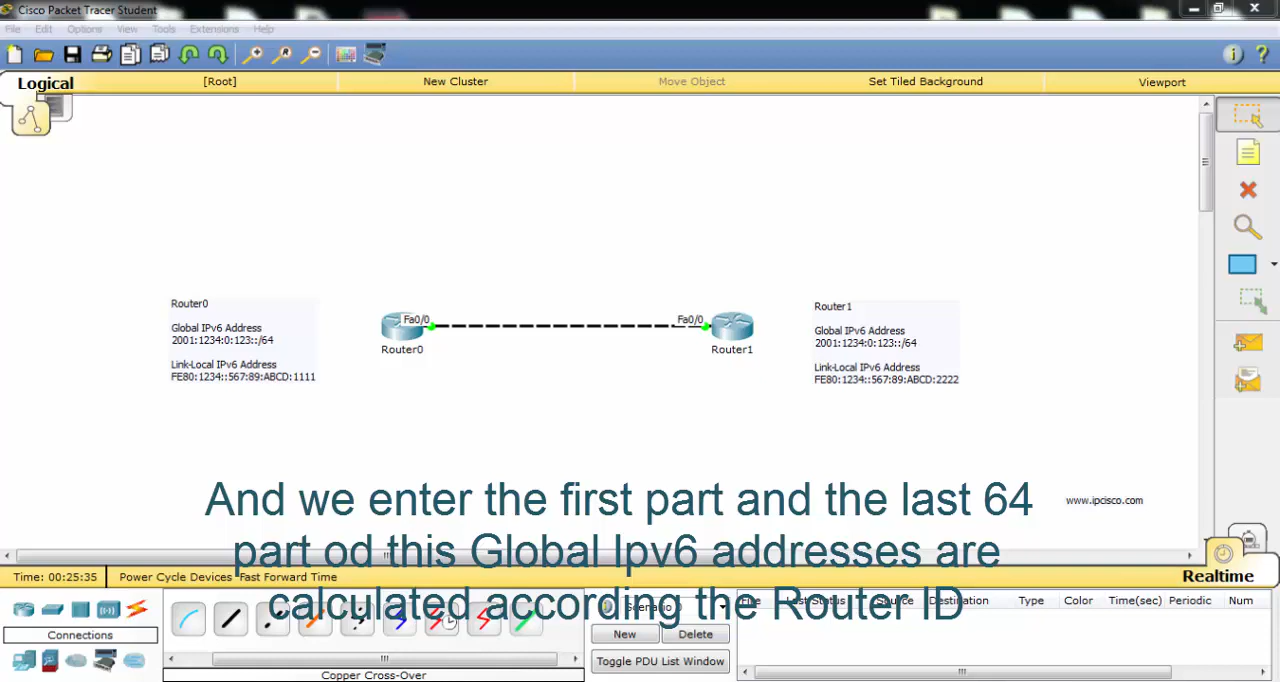 Cisco Packet Tracer Student
File Edit Options View Tools Extensions Help
Logical [Root] New Cluster Move Object Set Tiled Background Viewport
Router0
Global IPv6 Address
2001:1234:0:123::/64
Link-Local IPv6 Address
FE80:1234::567:89:ABCD:1111
Fa0/0
Router0
Fa0/0
Router1
Router1
Global IPv6 Address
2001:1234:0:123::/64
Link-Local IPv6 Address
FE80:1234::567:89:ABCD:2222
And we enter the first part and the last 64
part od this Global Ipv6 addresses are
calculated according the Router ID
www.ipcisco.com
Time: 00:25:35 Power Cycle Devices Fast Forward Time
Realtime
Connections
Copper Cross-Over
Scenario 0
New Delete
Toggle PDU List Window
File Last Status Source Destination Type Color Time(sec) Periodic Num